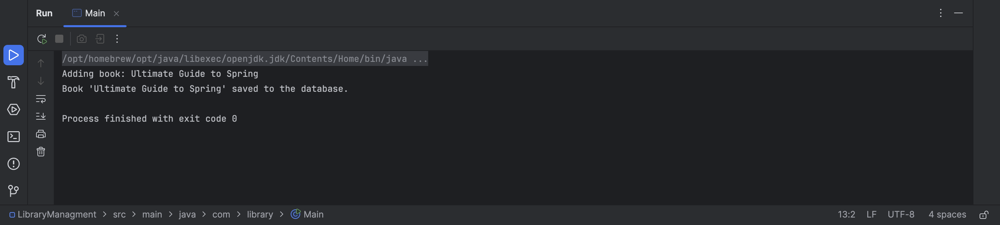 Run Main
/opt/homebrew/opt/java/libexec/openjdk.jdk/Contents/Home/bin/java ...
Adding book: Ultimate Guide to Spring
Book 'Ultimate Guide to Spring' saved to the database.
Process finished with exit code 0
LibraryManagment > src > main > java > com > library > Main 13:2 LF UTF-8 4 spaces